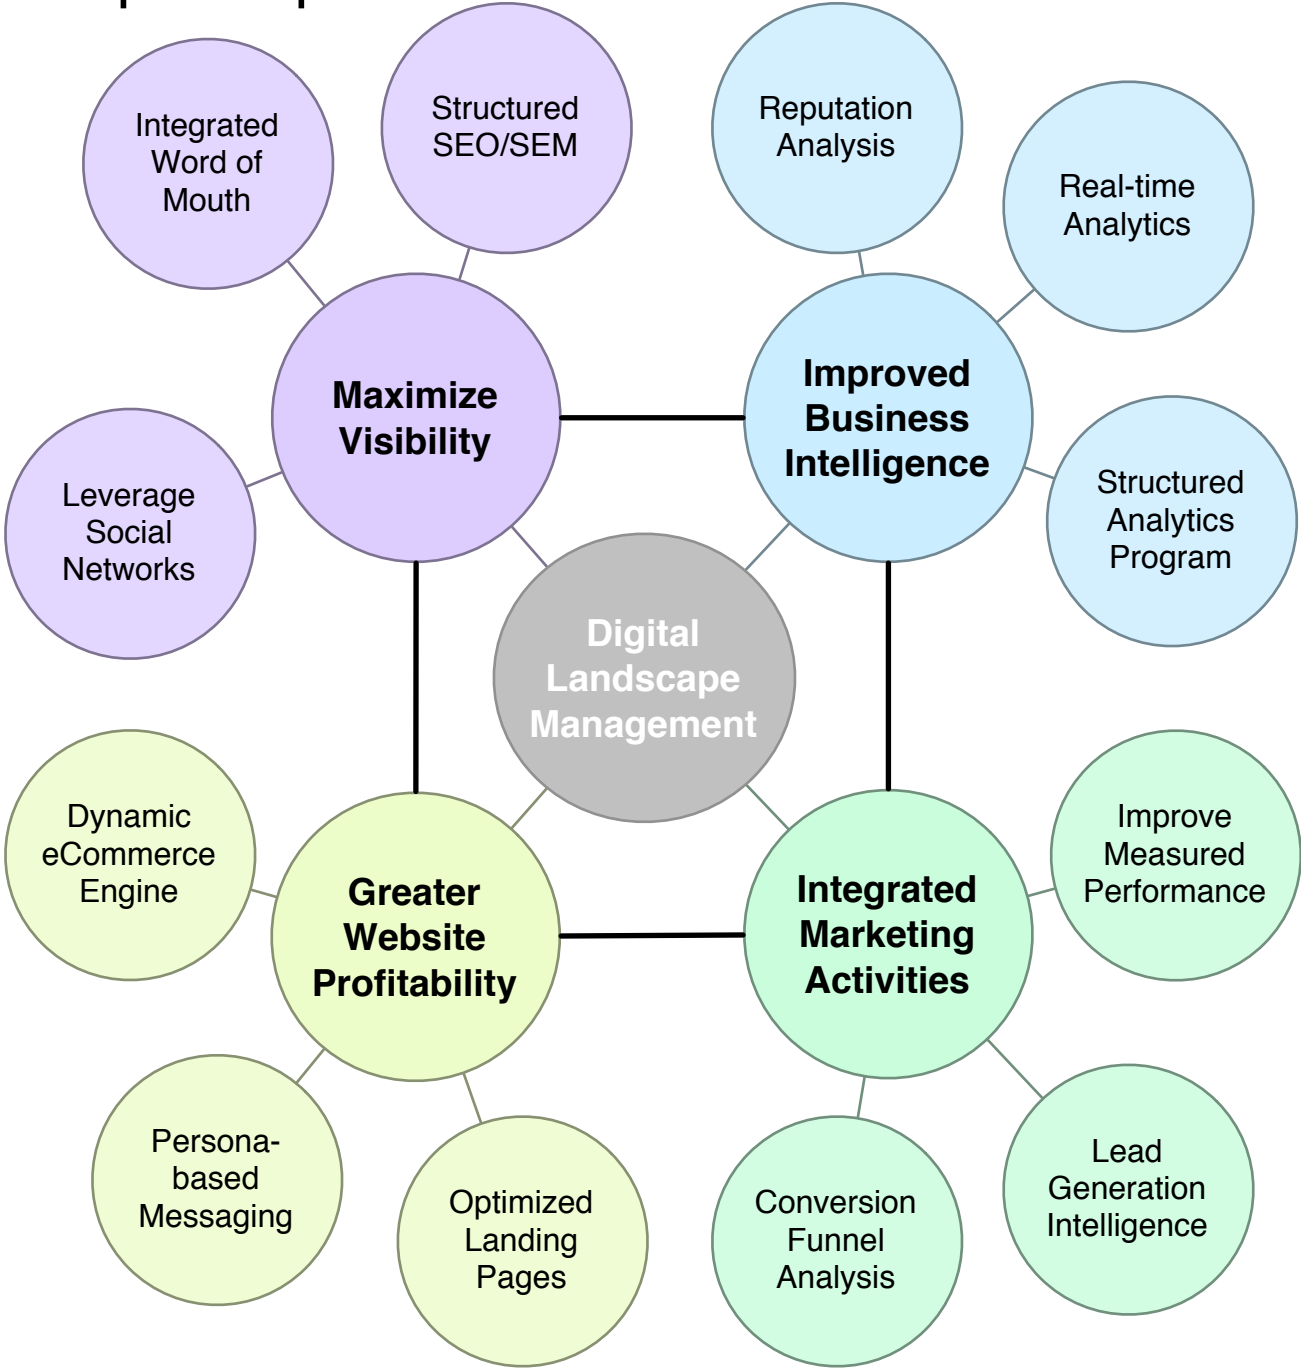 Integrated
Word of
Mouth
Structured
SEO/SEM
Reputation
Analysis
Real-time
Analytics
Maximize
Visibility
Improved
Business
Intelligence
Leverage
Social
Networks
Structured
Analytics
Program
Digital
Landscape
Management
Dynamic
eCommerce
Engine
Greater
Website
Profitability
Integrated
Marketing
Activities
Improve
Measured
Performance
Persona-
based
Messaging
Optimized
Landing
Pages
Conversion
Funnel
Analysis
Lead
Generation
Intelligence